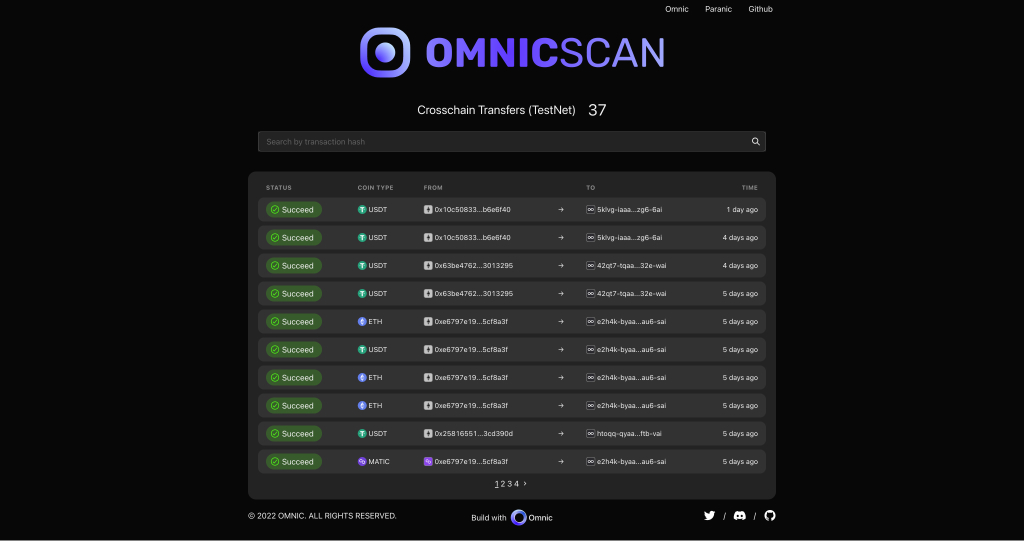 Omnic Paranic Github
OMNICSCAN
Crosschain Transfers (TestNet) 37
Search by transaction hash
STATUS COIN TYPE FROM TO TIME
Succeed USDT 0x10c50833...b6e6f40 → 5klvg-iaaa...zg6-6ai 1 day ago
Succeed USDT 0x10c50833...b6e6f40 → 5klvg-iaaa...zg6-6ai 4 days ago
Succeed USDT 0x63be4762...3013295 → 42qt7-tqaa...32e-wai 4 days ago
Succeed USDT 0x63be4762...3013295 → 42qt7-tqaa...32e-wai 5 days ago
Succeed ETH 0xe6797e19...5cf8a3f → e2h4k-byaa...au6-sai 5 days ago
Succeed USDT 0xe6797e19...5cf8a3f → e2h4k-byaa...au6-sai 5 days ago
Succeed ETH 0xe6797e19...5cf8a3f → e2h4k-byaa...au6-sai 5 days ago
Succeed ETH 0xe6797e19...5cf8a3f → e2h4k-byaa...au6-sai 5 days ago
Succeed USDT 0x25816551...3cd390d → htoqq-qyaa...ftb-vai 5 days ago
Succeed MATIC 0xe6797e19...5cf8a3f → e2h4k-byaa...au6-sai 5 days ago
1 2 3 4 ›
© 2022 OMNIC. ALL RIGHTS RESERVED. Build with Omnic / /